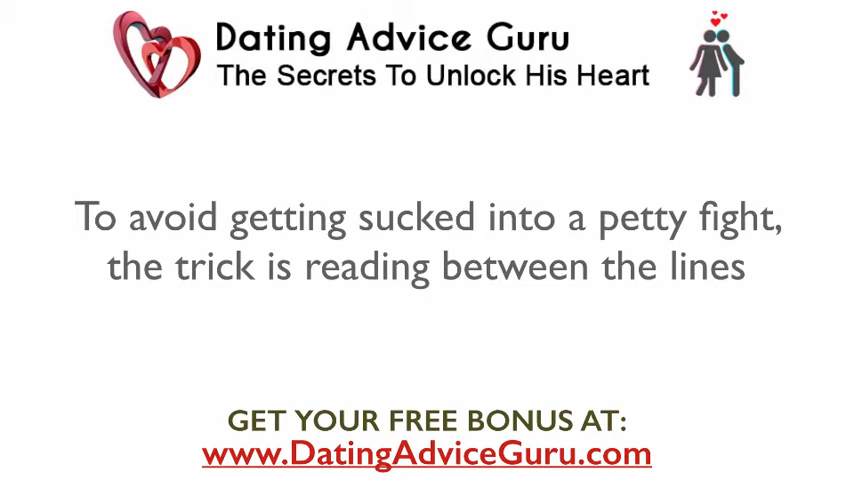 Dating Advice Guru
The Secrets To Unlock His Heart
To avoid getting sucked into a petty fight,
the trick is reading between the lines
GET YOUR FREE BONUS AT:
www.DatingAdviceGuru.com